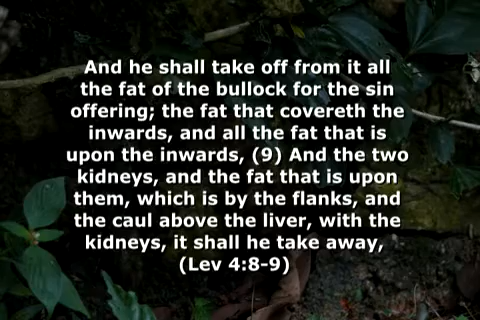 And he shall take off from it all
the fat of the bullock for the sin
offering; the fat that covereth the
inwards, and all the fat that is
upon the inwards, (9) And the two
kidneys, and the fat that is upon
them, which is by the flanks, and
the caul above the liver, with the
kidneys, it shall he take away,
(Lev 4:8-9)